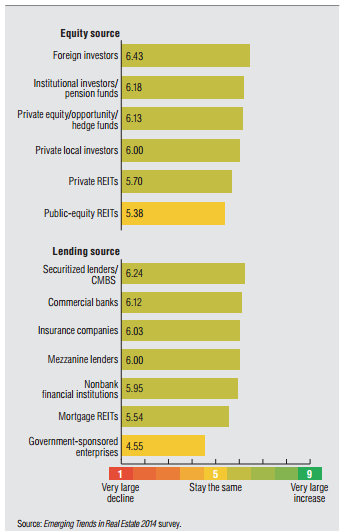 Equity source
Foreign investors 6.43
Institutional investors/
pension funds 6.18
Private equity/opportunity/
hedge funds 6.13
Private local investors 6.00
Private REITs 5.70
Public-equity REITs 5.38
Lending source
Securitized lenders/
CMBS 6.24
Commercial banks 6.12
Insurance companies 6.03
Mezzanine lenders 6.00
Nonbank
financial institutions 5.95
Mortgage REITs 5.54
Government-sponsored
enterprises 4.55
1 5 9
Very large
decline
Stay the same
Very large
increase
Source: Emerging Trends in Real Estate 2014 survey.